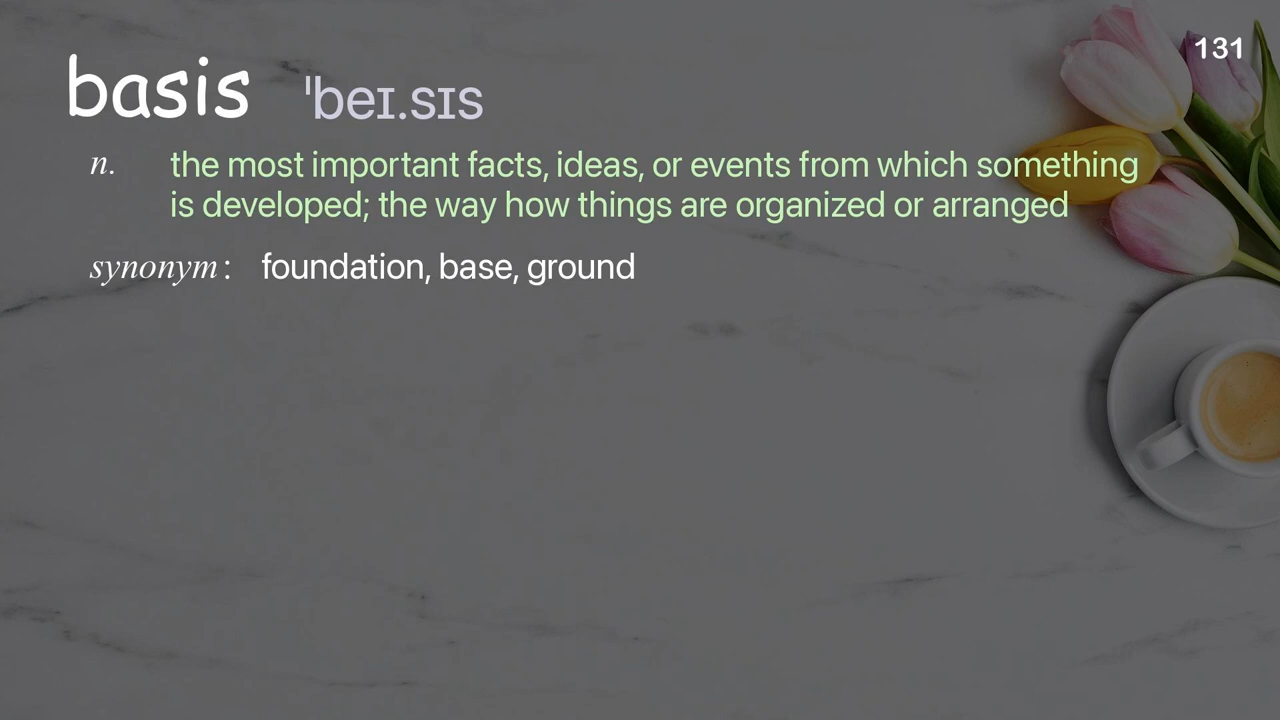 131
basis ˈbeɪ.sɪs
n. the most important facts, ideas, or events from which something
is developed; the way how things are organized or arranged
synonym: foundation, base, ground